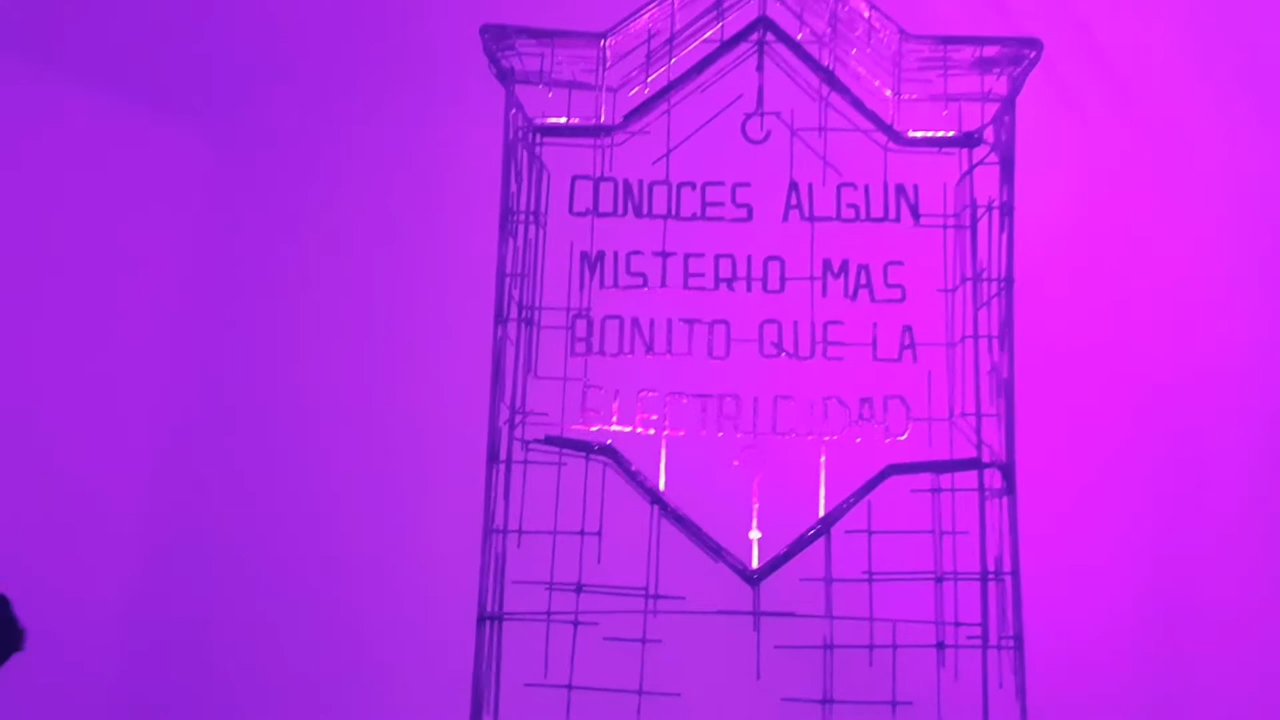 CONOCES ALGUN
MISTERIO MAS
BONITO QUE LA
ELECTRICIDAD